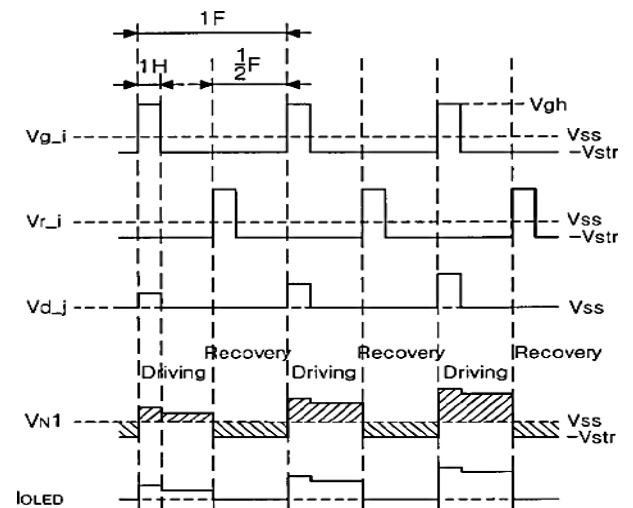 1F
1H
½F
Vgh
Vg_i
Vss
-Vstr
Vr_i
Vss
-Vstr
Vd_j
Vss
Recovery Recovery Recovery
Driving Driving Driving
VN1
Vss
-Vstr
IOLED